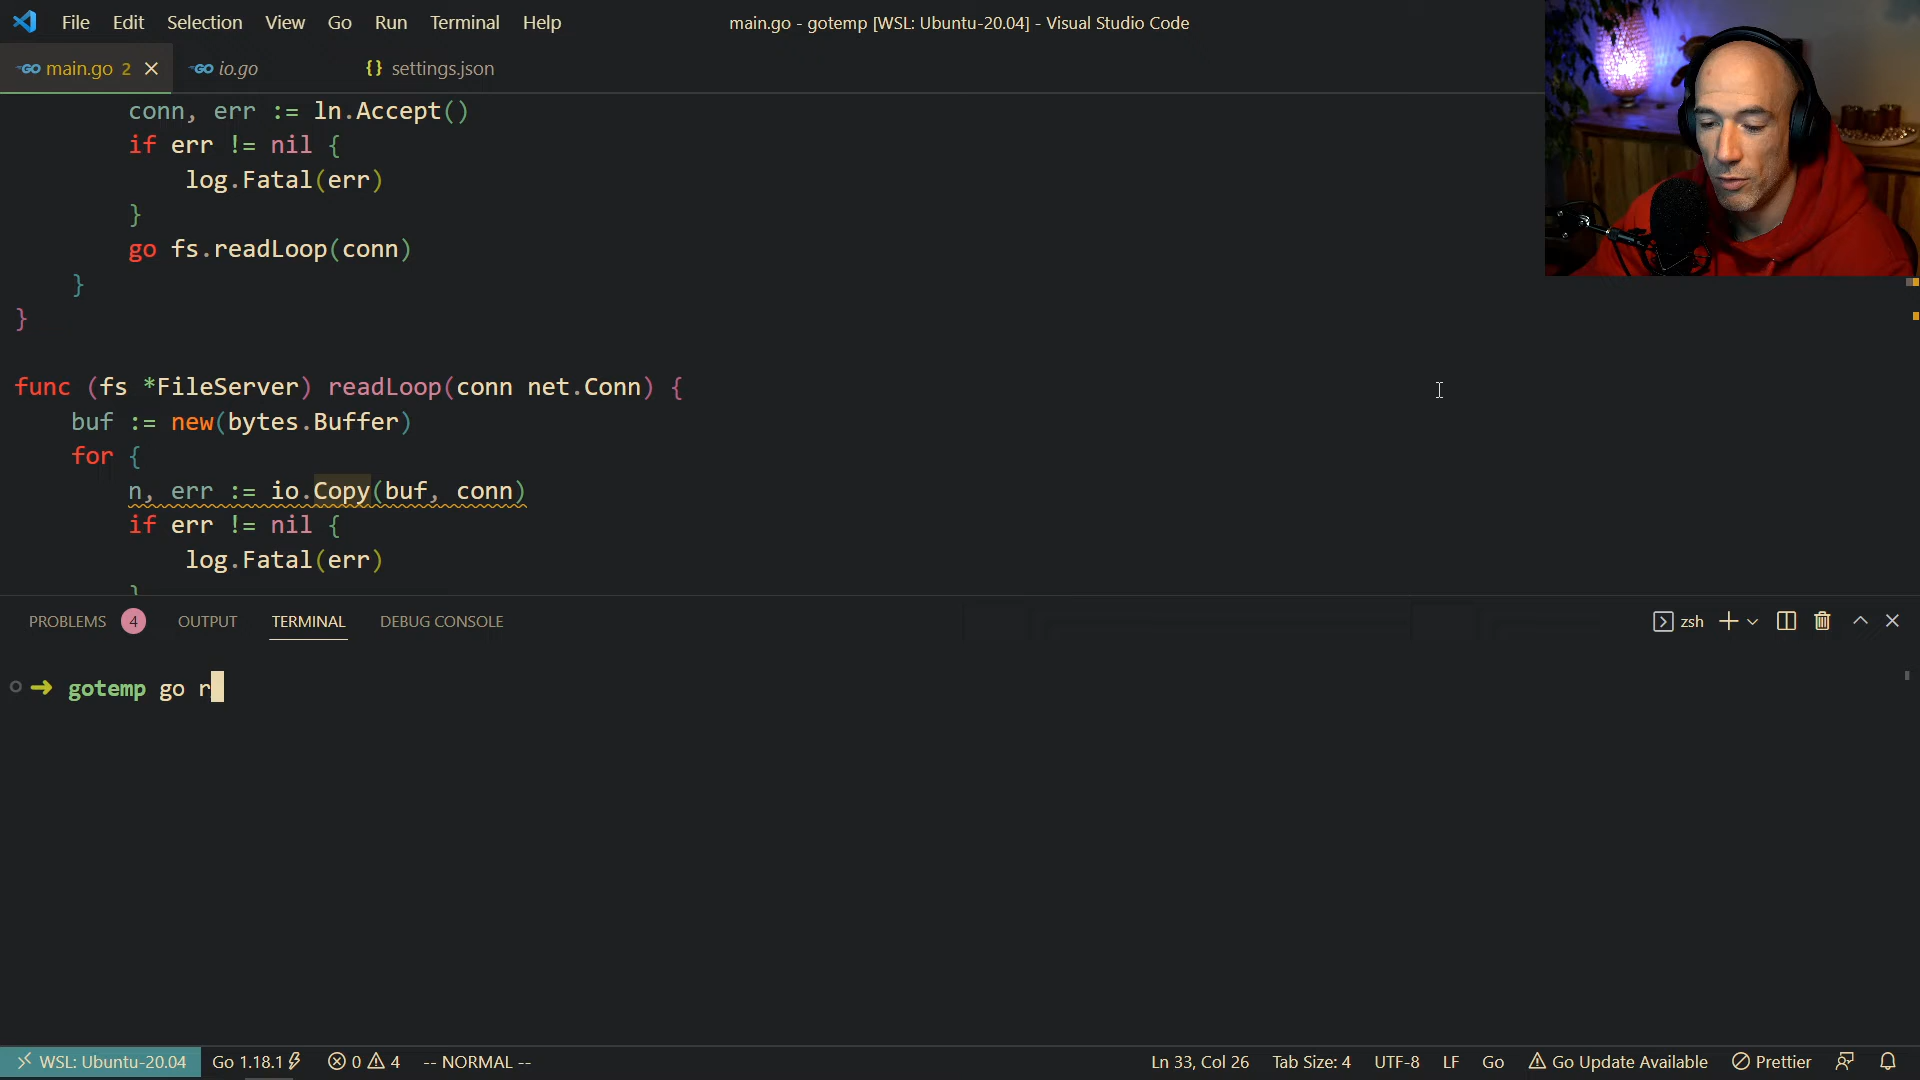 File Edit Selection View Go Run Terminal Help
main.go - gotemp [WSL: Ubuntu-20.04] - Visual Studio Code
GO main.go 2 GO io.go {} settings.json
conn, err := ln.Accept()
if err != nil {
log.Fatal(err)
}
go fs.readLoop(conn)
}
}
func (fs *FileServer) readLoop(conn net.Conn) {
buf := new(bytes.Buffer)
for {
n, err := io.Copy(buf, conn)
if err != nil {
log.Fatal(err)
}
PROBLEMS 4 OUTPUT TERMINAL DEBUG CONSOLE zsh
gotemp go r
WSL: Ubuntu-20.04 Go 1.18.1 0 4 -- NORMAL -- Ln 33, Col 26 Tab Size: 4 UTF-8 LF Go Go Update Available Prettier